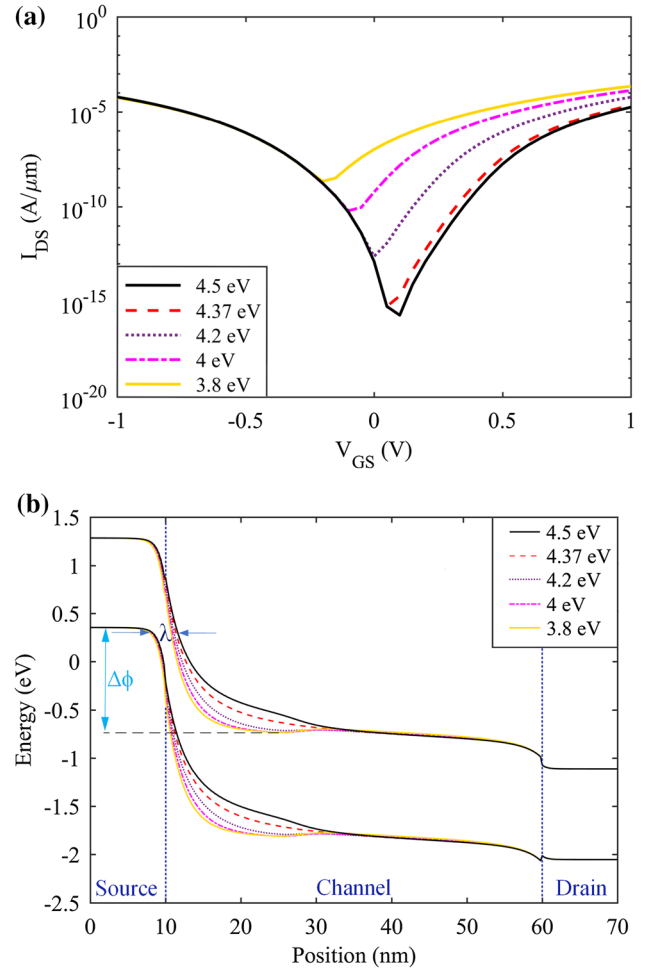 (a)
10^0
10^-5
10^-10
10^-15
10^-20
I_DS (A/μm)
4.5 eV
4.37 eV
4.2 eV
4 eV
3.8 eV
-1
-0.5
0
0.5
1
V_GS (V)
(b)
1.5
1
0.5
0
-0.5
-1
-1.5
-2
-2.5
Energy (eV)
4.5 eV
4.37 eV
4.2 eV
4 eV
3.8 eV
λ
Δϕ
Source
Channel
Drain
0
10
20
30
40
50
60
70
Position (nm)